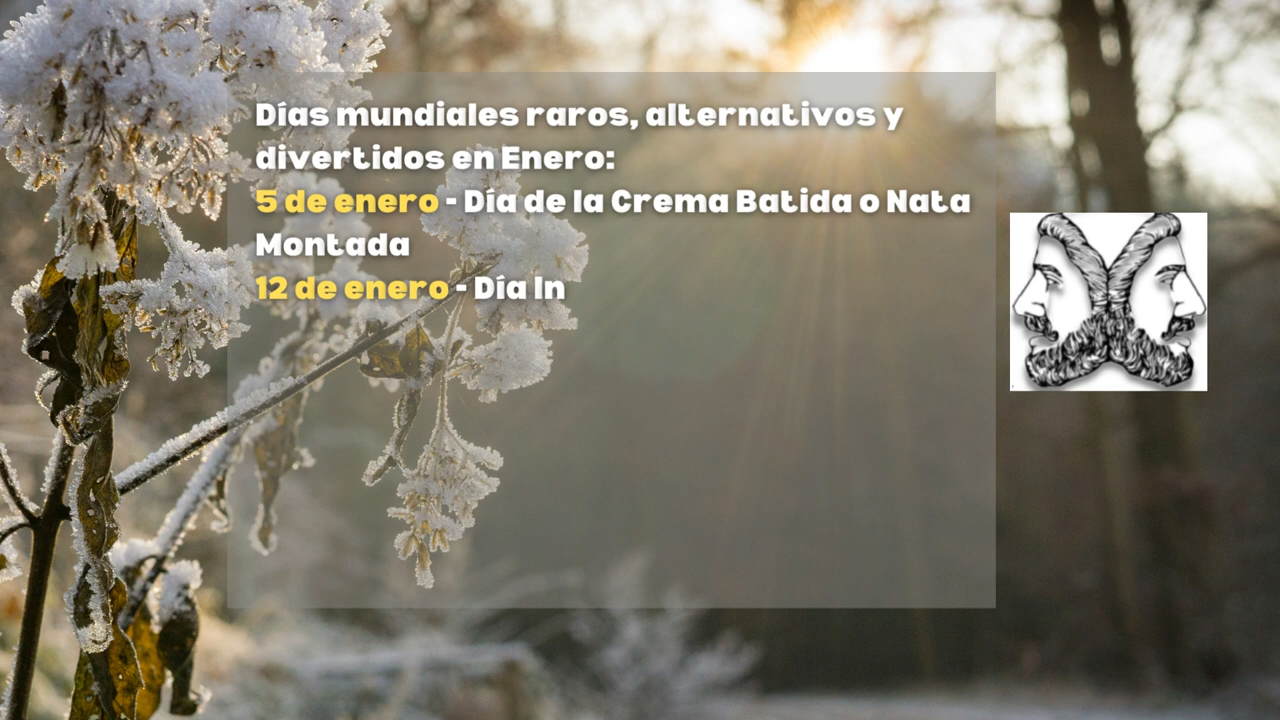 Días mundiales raros, alternativos y
divertidos en Enero:
5 de enero - Día de la Crema Batida o Nata
Montada
12 de enero - Día In